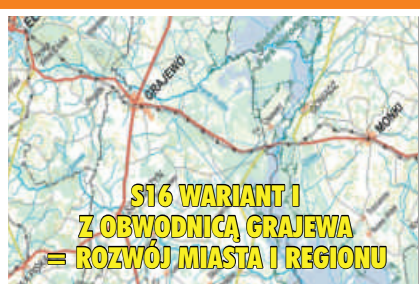 GRAJEWO
MOŃKI
S16 WARIANT I
Z OBWODNICĄ GRAJEWA
= ROZWÓJ MIASTA I REGIONU